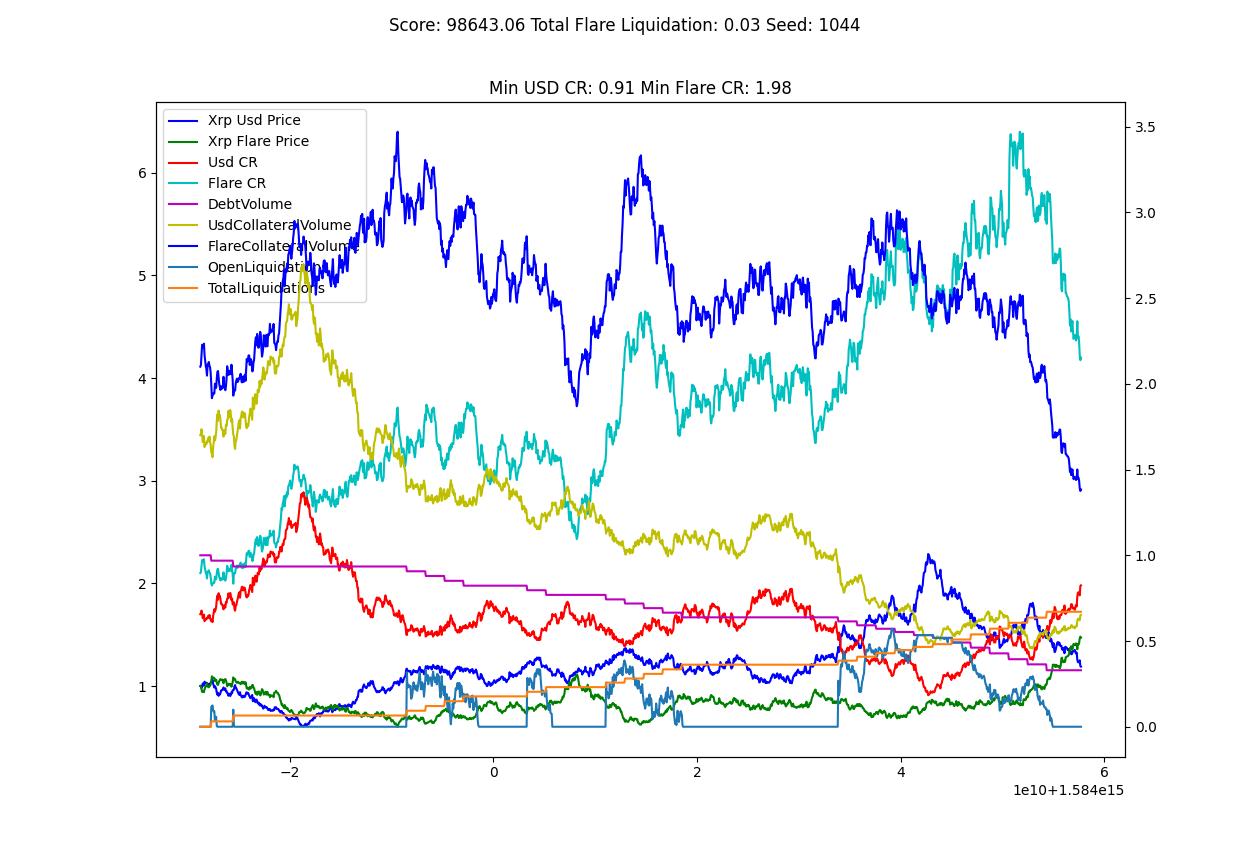 Score: 98643.06 Total Flare Liquidation: 0.03 Seed: 1044
Min USD CR: 0.91 Min Flare CR: 1.98
Xrp Usd Price
Xrp Flare Price
Usd CR
Flare CR
DebtVolume
UsdCollateralVolume
FlareCollateralVolume
OpenLiquidations
TotalLiquidations
6
5
4
3
2
1
3.5
3.0
2.5
2.0
1.5
1.0
0.5
0.0
−2
0
2
4
6
1e10+1.584e15